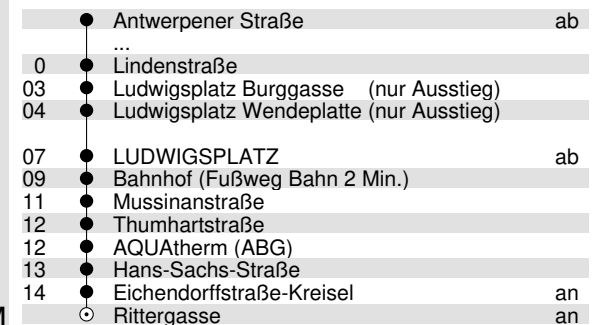 Antwerpener Straße ab
...
0 Lindenstraße
03 Ludwigsplatz Burggasse (nur Ausstieg)
04 Ludwigsplatz Wendeplatte (nur Ausstieg)
07 LUDWIGSPLATZ ab
09 Bahnhof (Fußweg Bahn 2 Min.)
11 Mussinanstraße
12 Thumhartstraße
12 AQUAtherm (ABG)
13 Hans-Sachs-Straße
14 Eichendorffstraße-Kreisel an
Rittergasse an